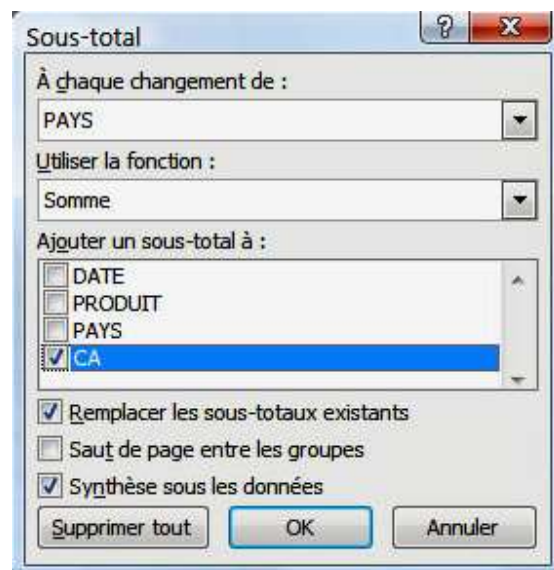 Sous-total
?
À chaque changement de :
PAYS
Utiliser la fonction :
Somme
Ajouter un sous-total à :
DATE
PRODUIT
PAYS
CA
Remplacer les sous-totaux existants
Saut de page entre les groupes
Synthèse sous les données
Supprimer tout OK Annuler